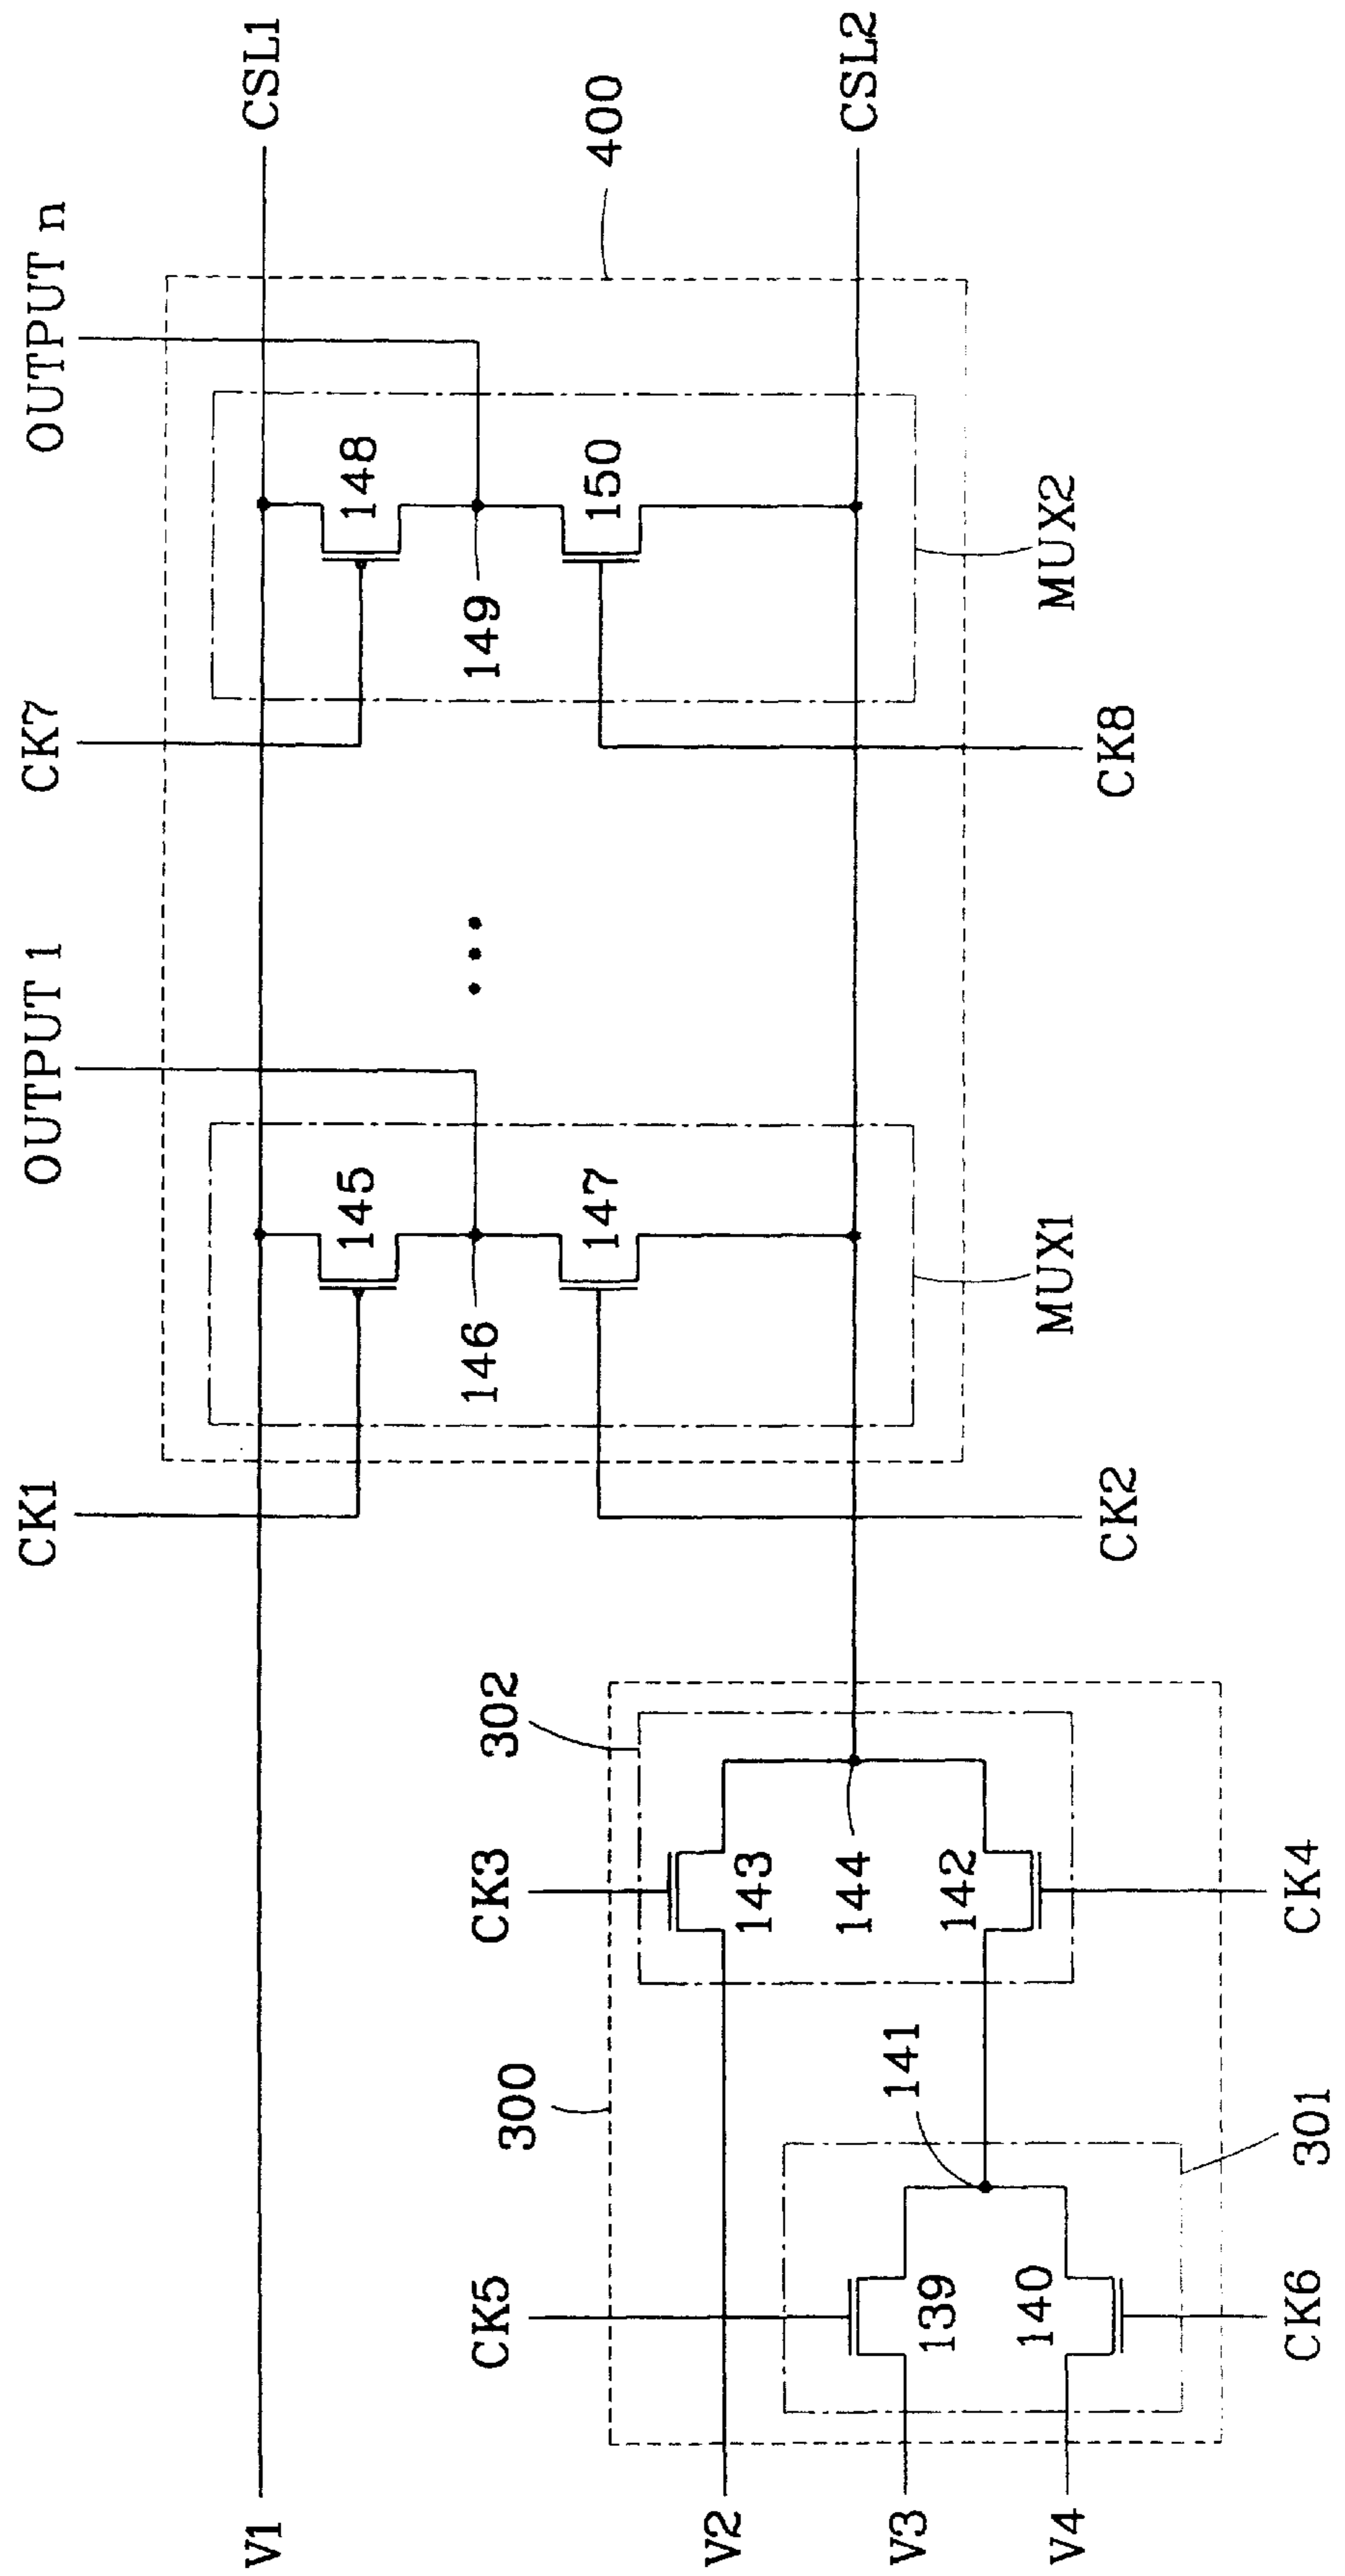 CK1
OUTPUT 1
CK7
OUTPUT n
V1
CSL1
145
148
146
149
147
150
300
302
400
CK5
CK3
V2
143
V3
139
141
144
CSL2
V4
140
142
CK2
CK8
MUX1
MUX2
CK6
301
CK4